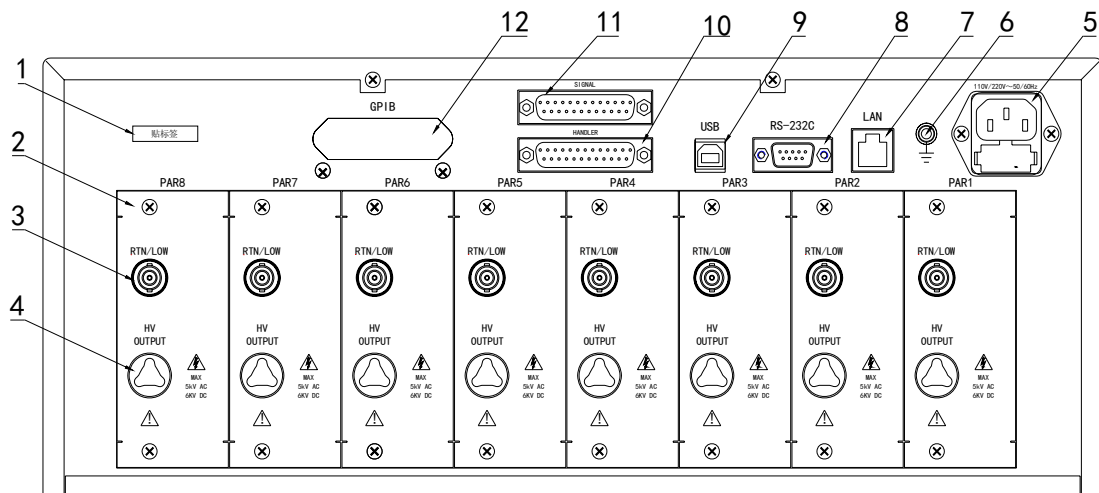 12 11 10 9 8 7 6 5
1
SIGNAL
110V/220V～50/60Hz
GPIB
贴标签
HANDLER
USB
RS-232C
LAN
2
PAR8 PAR7 PAR6 PAR5 PAR4 PAR3 PAR2 PAR1
3
RTN/LOW RTN/LOW RTN/LOW RTN/LOW RTN/LOW RTN/LOW RTN/LOW RTN/LOW
4
HV HV HV HV HV HV HV HV
OUTPUT OUTPUT OUTPUT OUTPUT OUTPUT OUTPUT OUTPUT OUTPUT
MAX MAX MAX MAX MAX MAX MAX MAX
5kV AC 5kV AC 5kV AC 5kV AC 5kV AC 5kV AC 5kV AC 5kV AC
6KV DC 6KV DC 6KV DC 6KV DC 6KV DC 6KV DC 6KV DC 6KV DC